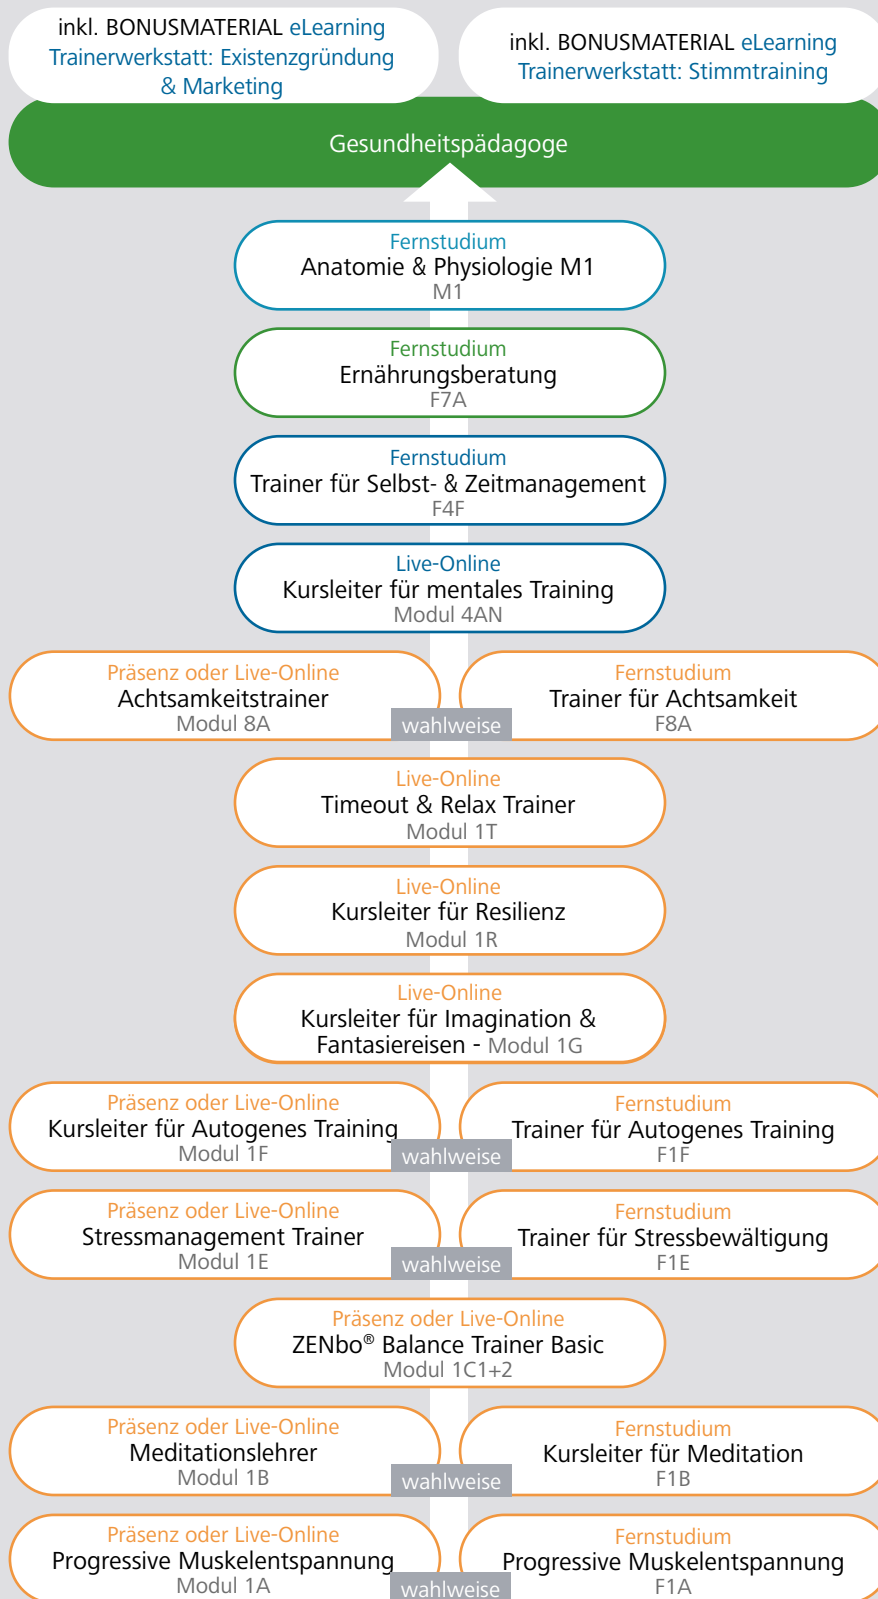 inkl. BONUSMATERIAL eLearning
Trainerwerkstatt: Existenzgründung
& Marketing
inkl. BONUSMATERIAL eLearning
Trainerwerkstatt: Stimmtraining
Gesundheitspädagoge
Fernstudium
Anatomie & Physiologie M1
M1
Fernstudium
Ernährungsberatung
F7A
Fernstudium
Trainer für Selbst- & Zeitmanagement
F4F
Live-Online
Kursleiter für mentales Training
Modul 4AN
Präsenz oder Live-Online
Achtsamkeitstrainer
Modul 8A
wahlweise
Fernstudium
Trainer für Achtsamkeit
F8A
Live-Online
Timeout & Relax Trainer
Modul 1T
Live-Online
Kursleiter für Resilienz
Modul 1R
Live-Online
Kursleiter für Imagination &
Fantasiereisen - Modul 1G
Präsenz oder Live-Online
Kursleiter für Autogenes Training
Modul 1F
wahlweise
Fernstudium
Trainer für Autogenes Training
F1F
Präsenz oder Live-Online
Stressmanagement Trainer
Modul 1E
wahlweise
Fernstudium
Trainer für Stressbewältigung
F1E
Präsenz oder Live-Online
ZENbo® Balance Trainer Basic
Modul 1C1+2
Präsenz oder Live-Online
Meditationslehrer
Modul 1B
wahlweise
Fernstudium
Kursleiter für Meditation
F1B
Präsenz oder Live-Online
Progressive Muskelentspannung
Modul 1A
wahlweise
Fernstudium
Progressive Muskelentspannung
F1A